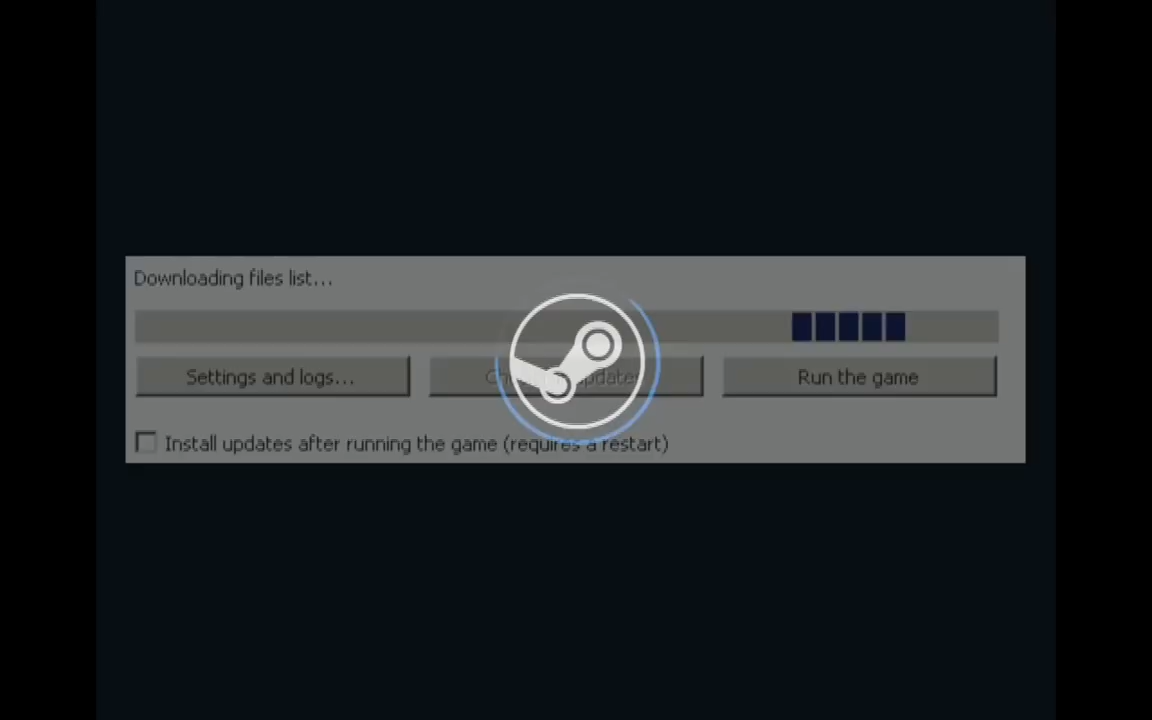 Downloading files list...
Settings and logs...
Run the game
Install updates after running the game (requires a restart)